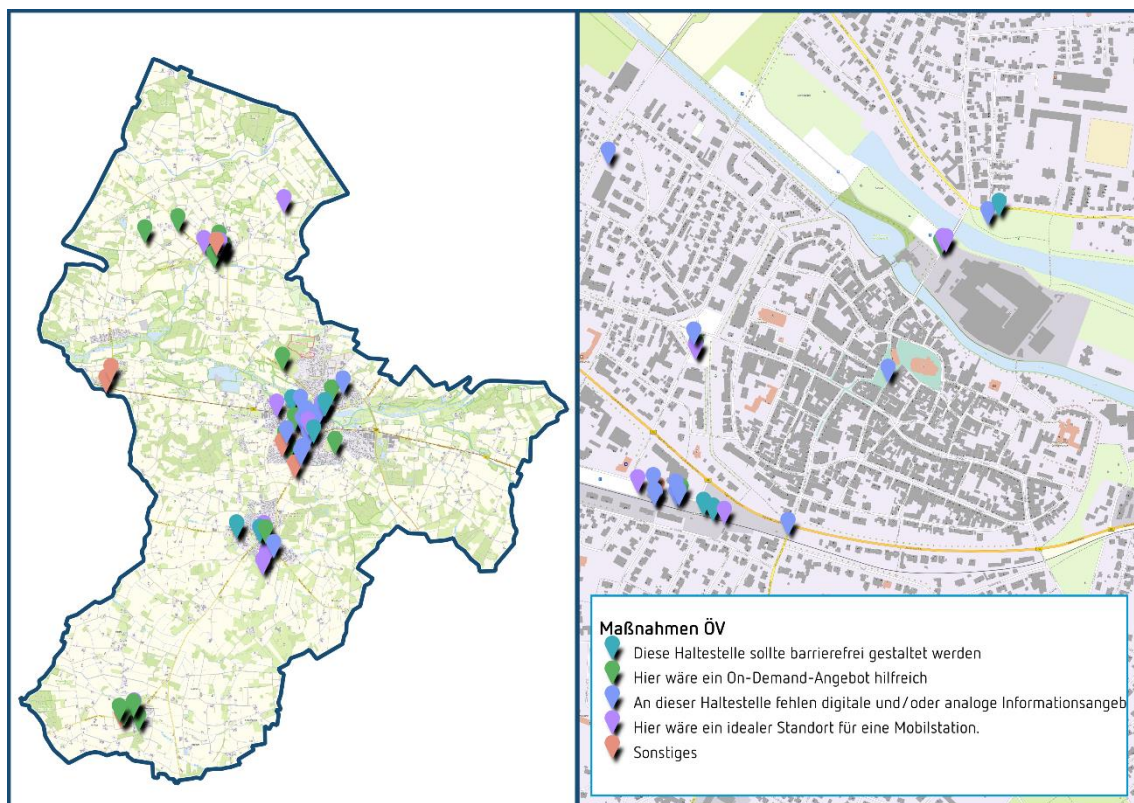 Maßnahmen ÖV
Diese Haltestelle sollte barrierefrei gestaltet werden
Hier wäre ein On-Demand-Angebot hilfreich
An dieser Haltestelle fehlen digitale und/oder analoge Informationsangeb
Hier wäre ein idealer Standort für eine Mobilstation.
Sonstiges